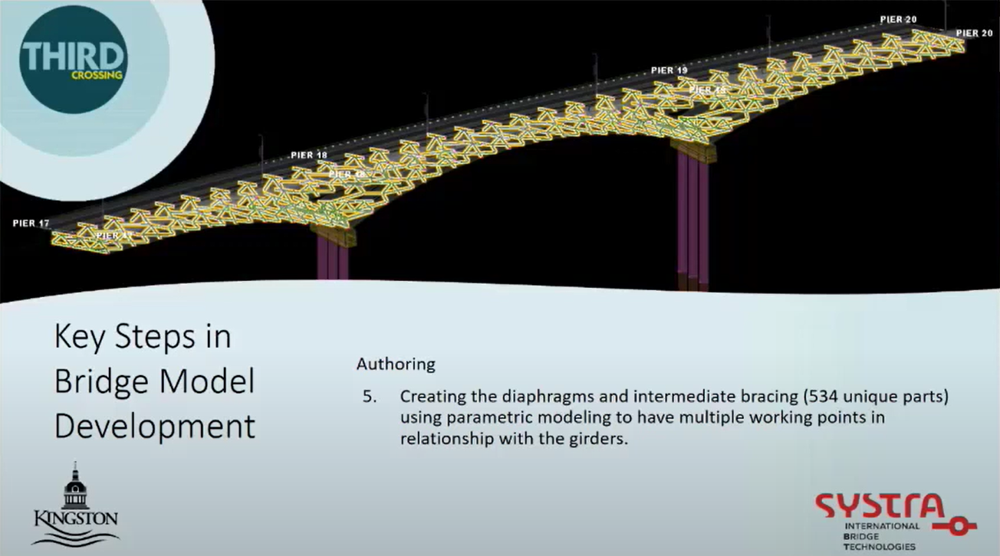 THIRD
CROSSING
PIER 20
PIER 20
PIER 19
PIER 19
PIER 18
PIER 18
PIER 17
PIER 17
Key Steps in
Bridge Model
Development
Authoring
5. Creating the diaphragms and intermediate bracing (534 unique parts)
using parametric modeling to have multiple working points in
relationship with the girders.
KINGSTON
SYSTRA
INTERNATIONAL
BRIDGE
TECHNOLOGIES